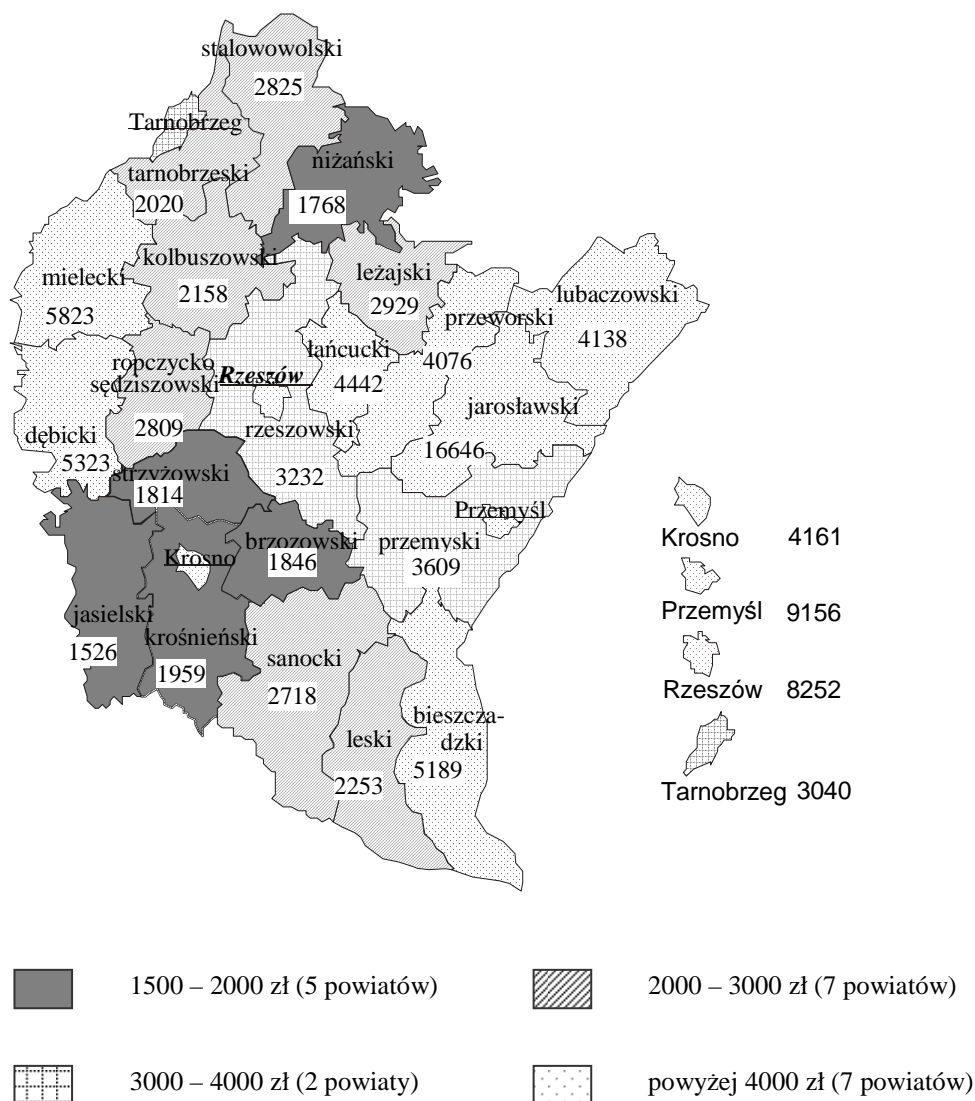 stalowowolski
2825
Tarnobrzeg
niżański
tarnobrzeski
2020
1768
kolbuszowski
leżajski
mielecki
2158
2929
lubaczowski
5823
przeworski
4138
łańcucki
4076
ropczycko
sędziszowski
Rzeszów
4442
jarosławski
dębicki
2809
rzeszowski
16646
5323
strzyżowski
3232
1814
Przemyśl
brzozowski
przemyski
Krosno
1846
3609
jasielski
krośnieński
1526
sanocki
1959
2718
bieszcza-
dzki
leski
5189
2253
Krosno 4161
Przemyśl 9156
Rzeszów 8252
Tarnobrzeg 3040
1500 – 2000 zł (5 powiatów)
2000 – 3000 zł (7 powiatów)
3000 – 4000 zł (2 powiaty)
powyżej 4000 zł (7 powiatów)